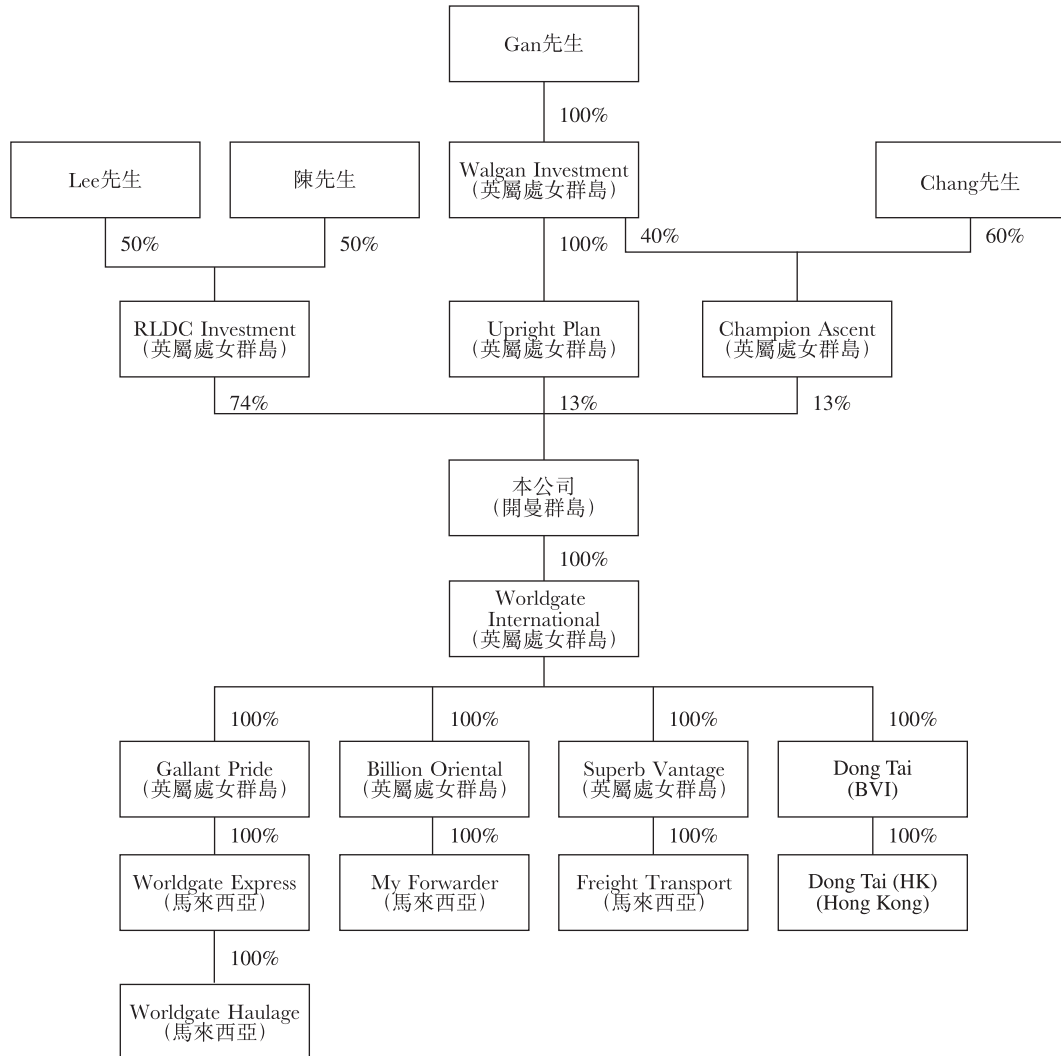 Gan先生
100%
Lee先生
陳先生
Walgan Investment
(英屬處女群島)
Chang先生
50%
50%
100%
40%
60%
RLDC Investment
(英屬處女群島)
Upright Plan
(英屬處女群島)
Champion Ascent
(英屬處女群島)
74%
13%
13%
本公司
(開曼群島)
100%
Worldgate
International
(英屬處女群島)
100%
100%
100%
100%
Gallant Pride
(英屬處女群島)
Billion Oriental
(英屬處女群島)
Superb Vantage
(英屬處女群島)
Dong Tai
(BVI)
100%
100%
100%
100%
Worldgate Express
(馬來西亞)
My Forwarder
(馬來西亞)
Freight Transport
(馬來西亞)
Dong Tai (HK)
(Hong Kong)
100%
Worldgate Haulage
(馬來西亞)